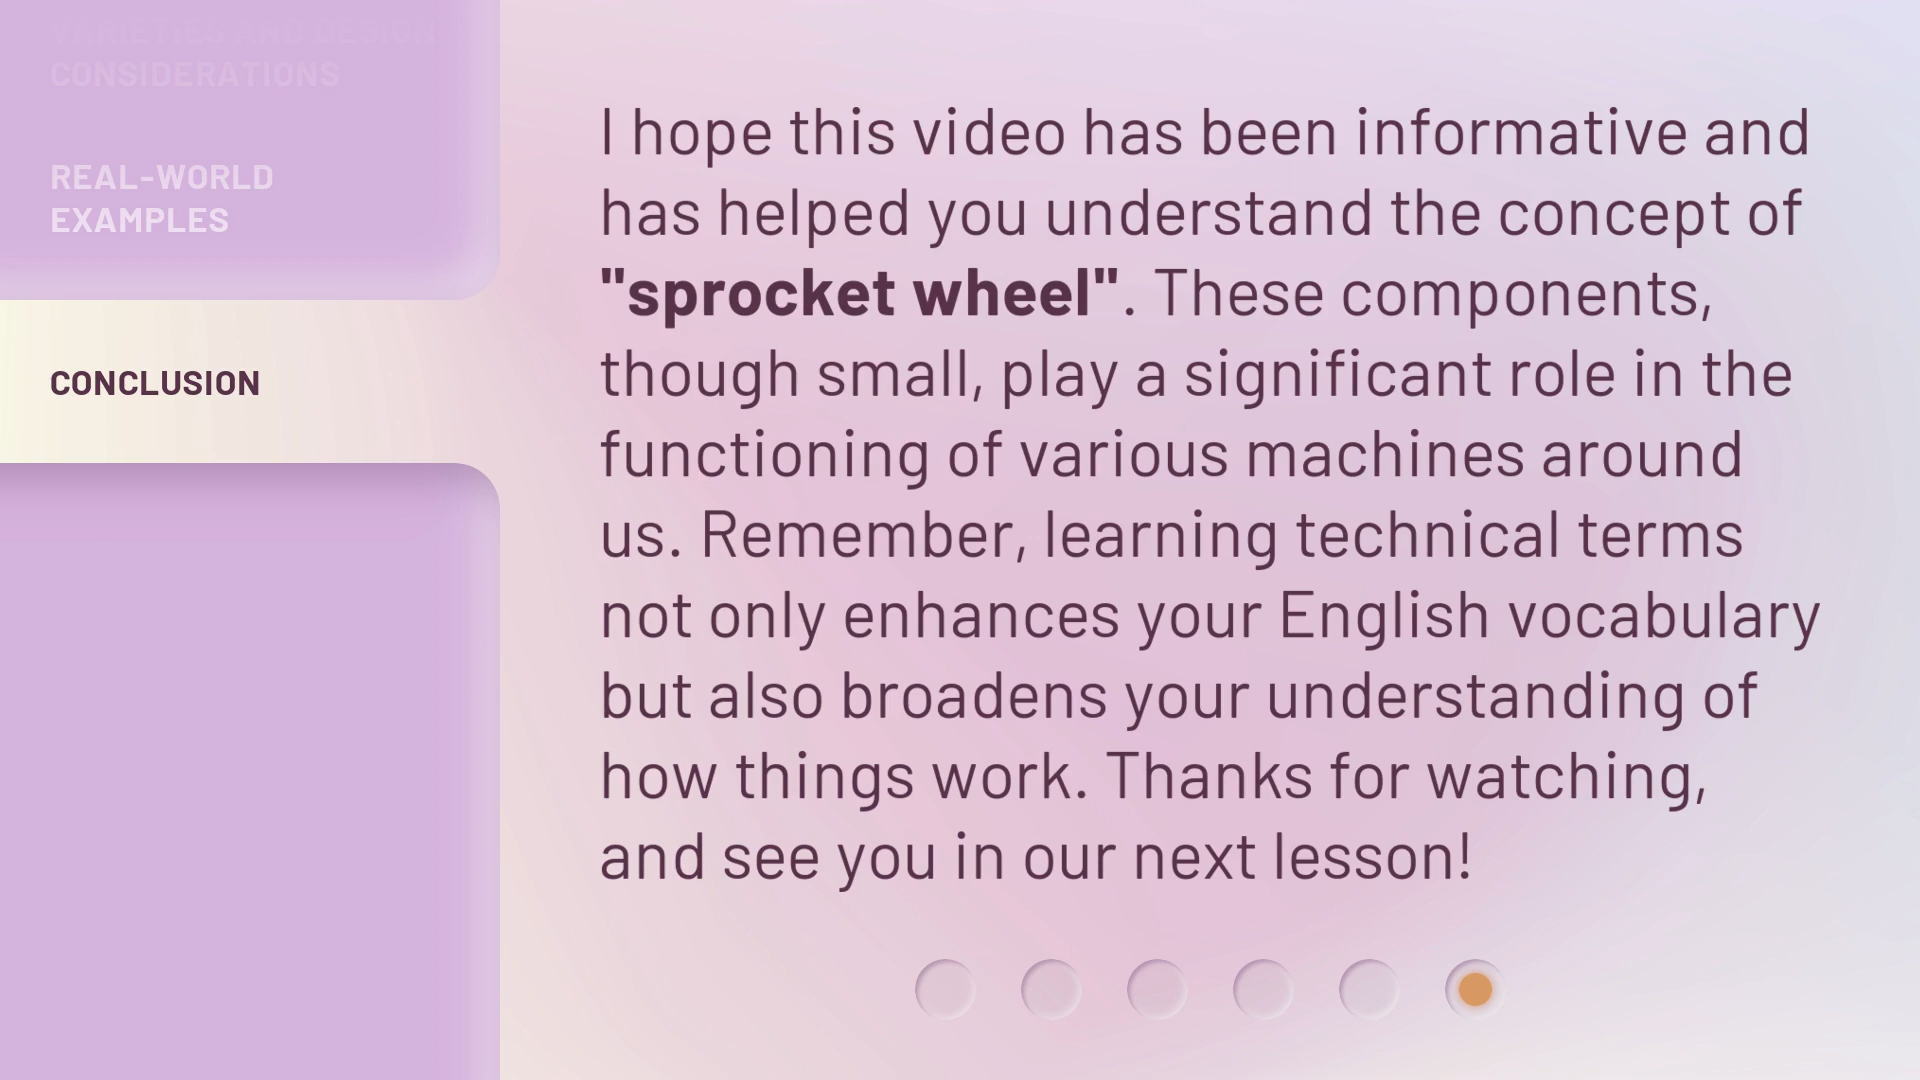 VARIETIES AND DESIGN
CONSIDERATIONS
REAL-WORLD
EXAMPLES
CONCLUSION
I hope this video has been informative and
has helped you understand the concept of
"sprocket wheel". These components,
though small, play a significant role in the
functioning of various machines around
us. Remember, learning technical terms
not only enhances your English vocabulary
but also broadens your understanding of
how things work. Thanks for watching,
and see you in our next lesson!